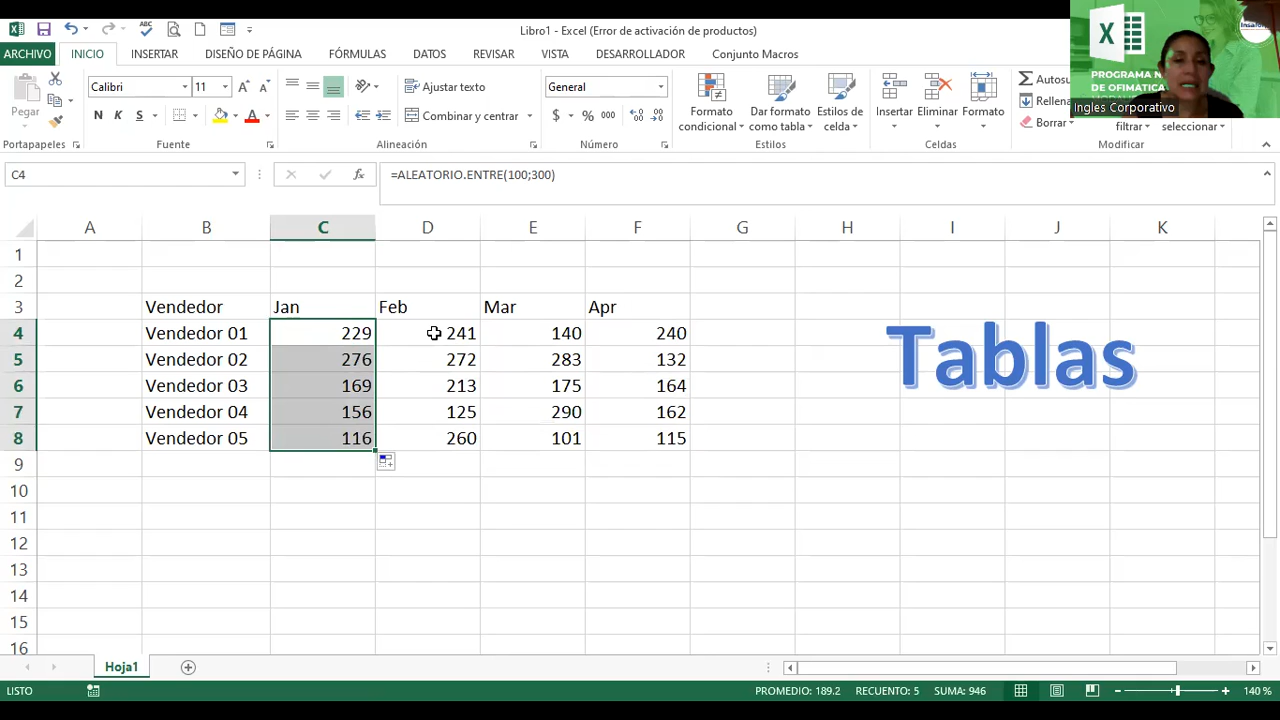 Libro1 - Excel (Error de activación de productos)
ARCHIVO INICIO INSERTAR DISEÑO DE PÁGINA FÓRMULAS DATOS REVISAR VISTA DESARROLLADOR Conjunto Macros
Pegar
Calibri 11
N K S
Ajustar texto
Combinar y centrar
General
$ % 000
Formato condicional
Dar formato como tabla
Estilos de celda
Insertar
Eliminar
Formato
Autosu
Rellena
Borrar
filtrar
seleccionar
Portapapeles Fuente Alineación Número Estilos Celdas Modificar
PROGRAMA
DE OFIMÁTICA
Ingles Corporativo
C4
fx
=ALEATORIO.ENTRE(100;300)
A B C D E F G H I J K
1
2
3 Vendedor Jan Feb Mar Apr
4 Vendedor 01 229 241 140 240
5 Vendedor 02 276 272 283 132
6 Vendedor 03 169 213 175 164
7 Vendedor 04 156 125 290 162
8 Vendedor 05 116 260 101 115
Tablas
9
10
11
12
13
14
15
16
Hoja1
LISTO PROMEDIO: 189.2 RECUENTO: 5 SUMA: 946 140 %